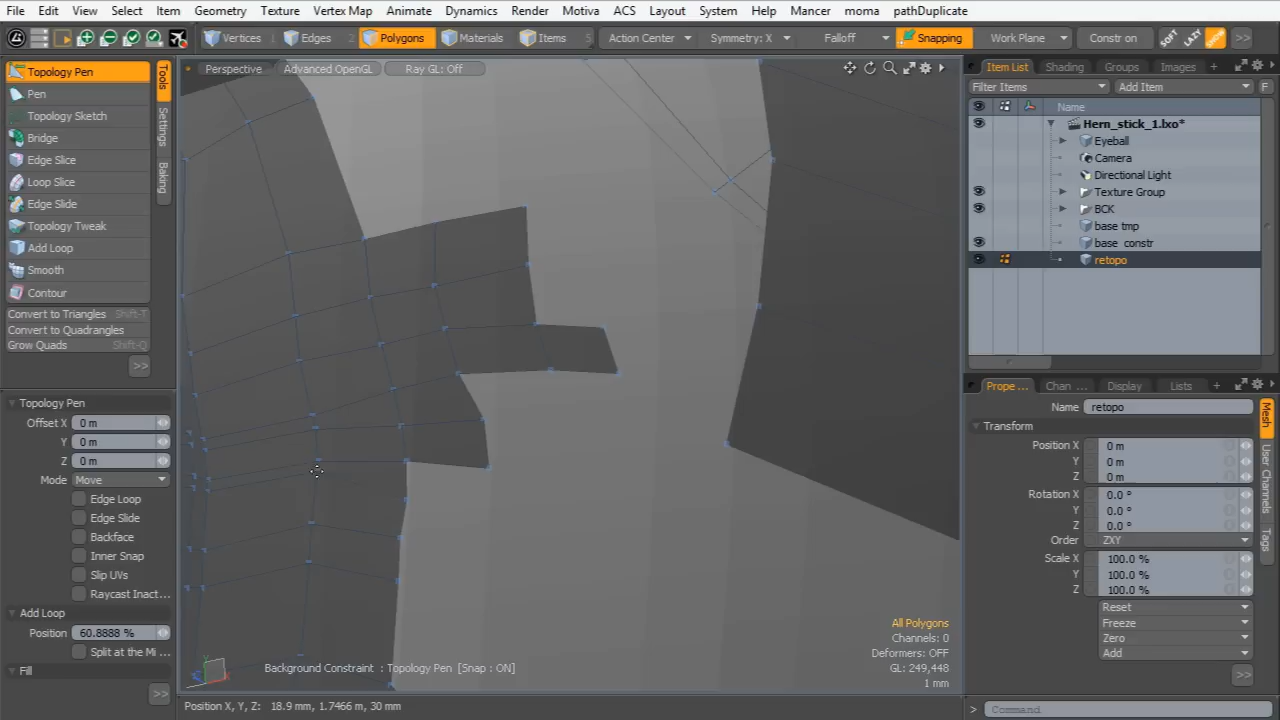 File Edit View Select Item Geometry Texture Vertex Map Animate Dynamics Render Motiva ACS Layout System Help Mancer moma pathDuplicate
Vertices 1 Edges 2 Polygons Materials Items 5 Action Center Symmetry: X Falloff Snapping Work Plane Constr on SOFT LAZY SHOW >>
Topology Pen
Pen
Topology Sketch
Bridge
Edge Slice
Loop Slice
Edge Slide
Topology Tweak
Add Loop
Smooth
Contour
Convert to Triangles Shift-T
Convert to Quadrangles
Grow Quads Shift-Q
>>
Tools
Settings
Baking
Topology Pen
Offset X 0 m
Y 0 m
Z 0 m
Mode Move
Edge Loop
Edge Slide
Backface
Inner Snap
Slip UVs
Raycast Inact...
Add Loop
Position 60.8888 %
Split at the Mi ...
Fill
>>
Perspective Advanced OpenGL Ray GL: Off
All Polygons
Channels: 0
Deformers: OFF
GL: 249,448
1 mm
Background Constraint : Topology Pen [Snap : ON]
Position X, Y, Z: 18.9 mm, 1.7466 m, 30 mm
Item List Shading Groups Images +
Filter Items Add Item F
Name
Hern_stick_1.lxo*
Eyeball
Camera
Directional Light
Texture Group
BCK
base tmp
base constr
retopo
Prope ... Chan ... Display Lists +
Name retopo
Transform
Position X 0 m
Y 0 m
Z 0 m
Rotation X 0.0 °
Y 0.0 °
Z 0.0 °
Order ZXY
Scale X 100.0 %
Y 100.0 %
Z 100.0 %
Reset
Freeze
Zero
Add
>>
Mesh
User Channels
Tags
> Command